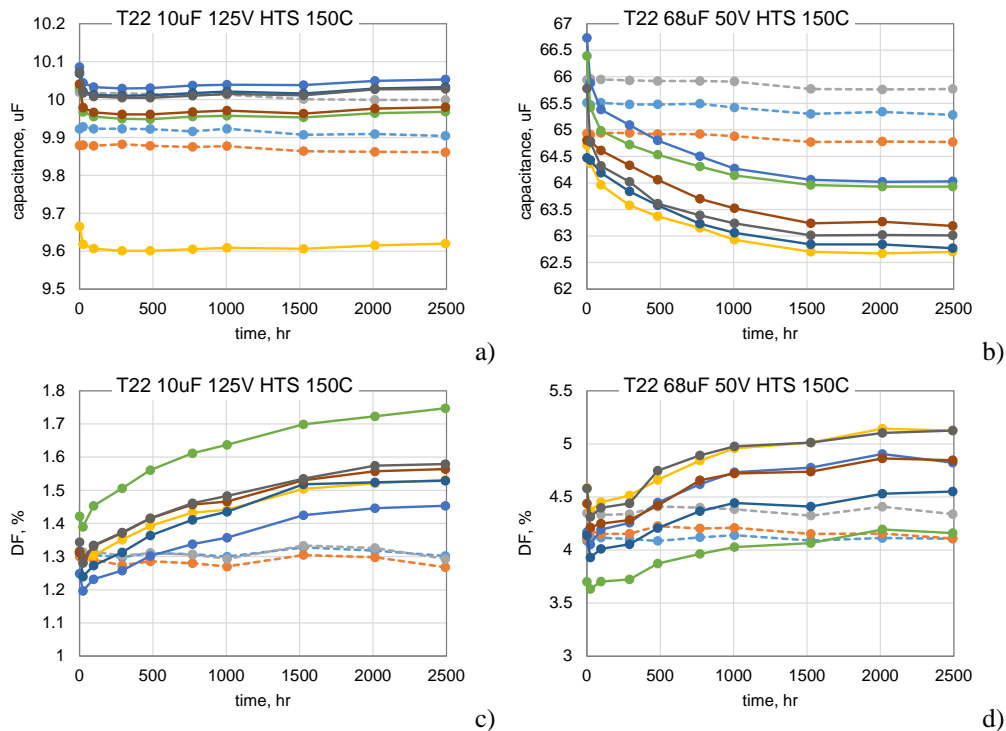 T22 10uF 125V HTS 150C
10.2
10.1
10
9.9
9.8
9.7
9.6
9.5
capacitance, uF
0 500 1000 1500 2000 2500
time, hr
a)
T22 68uF 50V HTS 150C
67
66.5
66
65.5
65
64.5
64
63.5
63
62.5
62
capacitance, uF
0 500 1000 1500 2000 2500
time, hr
b)
T22 10uF 125V HTS 150C
1.8
1.7
1.6
1.5
1.4
1.3
1.2
1.1
1
DF, %
0 500 1000 1500 2000 2500
time, hr
c)
T22 68uF 50V HTS 150C
5.5
5
4.5
4
3.5
3
DF, %
0 500 1000 1500 2000 2500
time, hr
d)